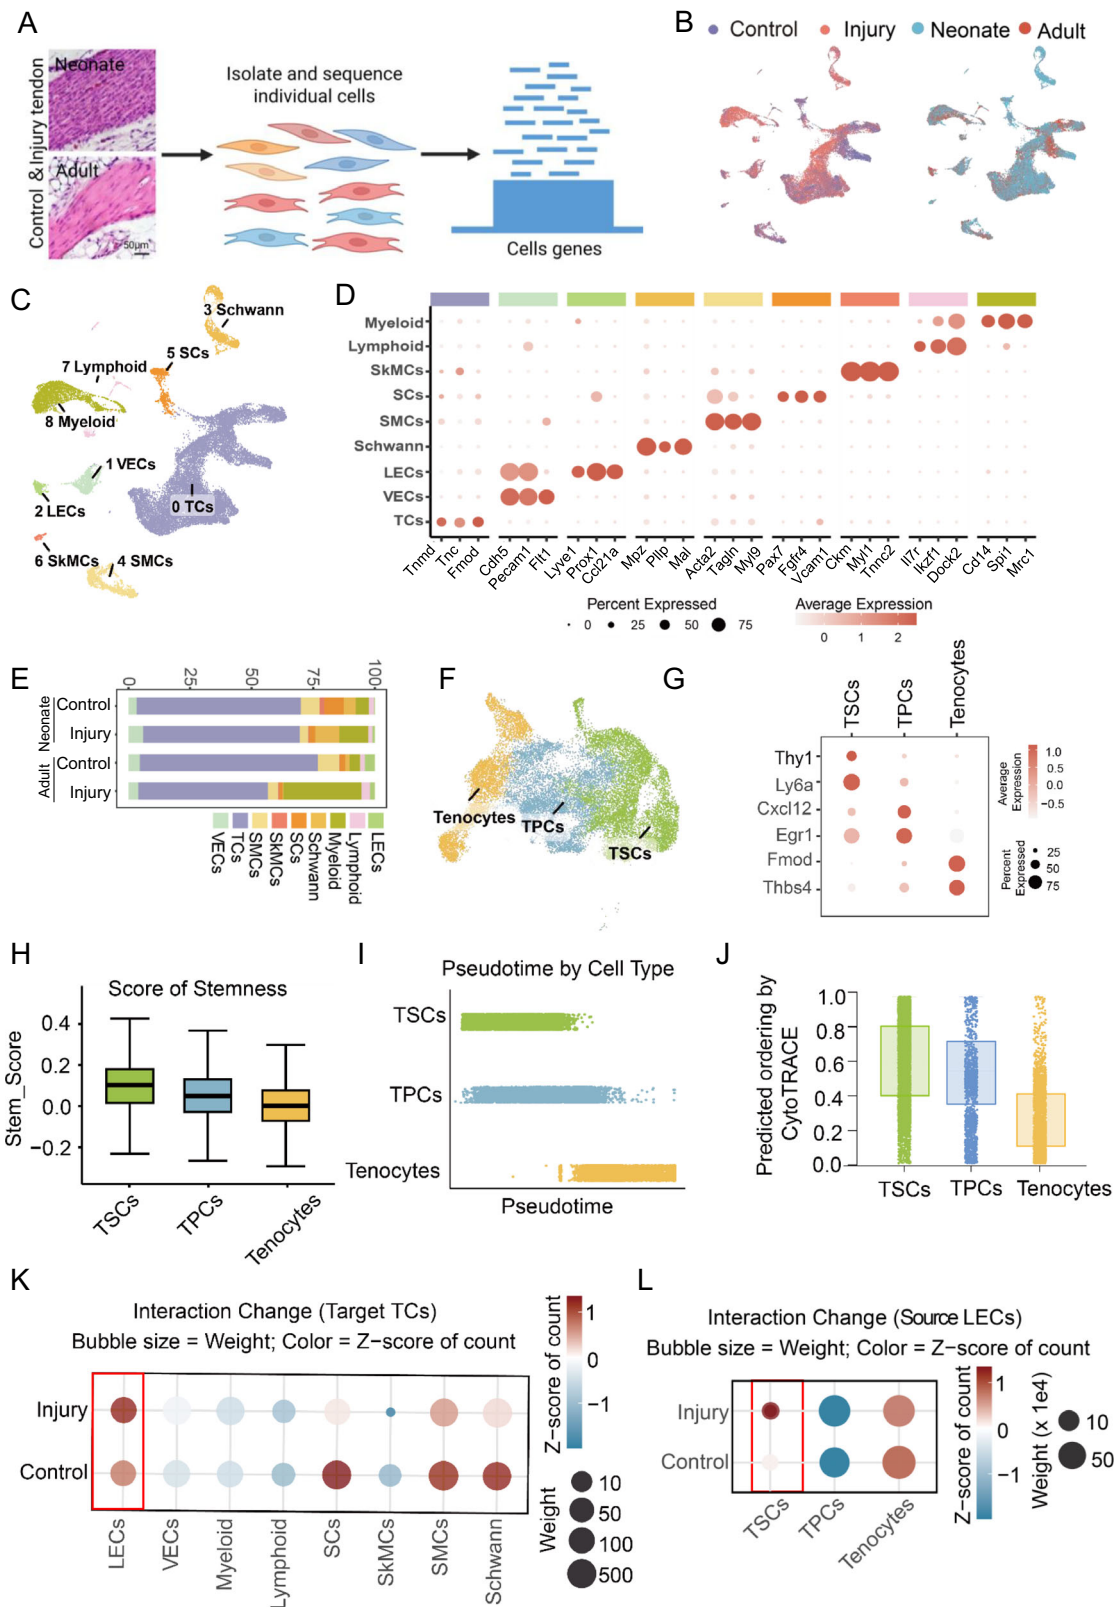 A
Control & Injury tendon
Neonate
Adult
50μm
Isolate and sequence
individual cells
Cells genes
B
Control
Injury
Neonate
Adult
C
3 Schwann
5 SCs
7 Lymphoid
8 Myeloid
1 VECs
2 LECs
0 TCs
6 SkMCs
4 SMCs
D
Myeloid
Lymphoid
SkMCs
SCs
SMCs
Schwann
LECs
VECs
TCs
Tnmd
Tnc
Fmod
Cdh5
Pecam1
Flt1
Lyve1
Prox1
Ccl21a
Mpz
Pllp
Mal
Acta2
Tagln
Myl9
Pax7
Fgfr4
Vcam1
Ckm
Myl1
Tnnc2
Il7r
Ikzf1
Dock2
Cd14
Spi1
Mrc1
Percent Expressed
0 25 50 75
Average Expression
0 1 2
E
0 25 50 75 100
Neonate
Control
Injury
Adult
Control
Injury
VECs
TCs
SMCs
SkMCs
SCs
Schwann
Myeloid
Lymphoid
LECs
F
Tenocytes
TPCs
TSCs
G
TSCs
TPCs
Tenocytes
Thy1
Ly6a
Cxcl12
Egr1
Fmod
Thbs4
Average
Expression
1.0
0.5
0.0
−0.5
Percent
Expressed
25
50
75
H
Score of Stemness
Stem_Score
0.4
0.2
0.0
−0.2
TSCs
TPCs
Tenocytes
I
Pseudotime by Cell Type
TSCs
TPCs
Tenocytes
Pseudotime
J
Predicted ordering by
CytoTRACE
1.0
0.8
0.6
0.4
0.2
0.0
TSCs
TPCs
Tenocytes
K
Interaction Change (Target TCs)
Bubble size = Weight; Color = Z−score of count
Injury
Control
LECs
VECs
Myeloid
Lymphoid
SCs
SkMCs
SMCs
Schwann
Z−score of count
1
0
−1
Weight
10
50
100
500
L
Interaction Change (Source LECs)
Bubble size = Weight; Color = Z−score of count
Injury
Control
TSCs
TPCs
Tenocytes
Z−score of count
1
0
−1
Weight (x 1e4)
10
50